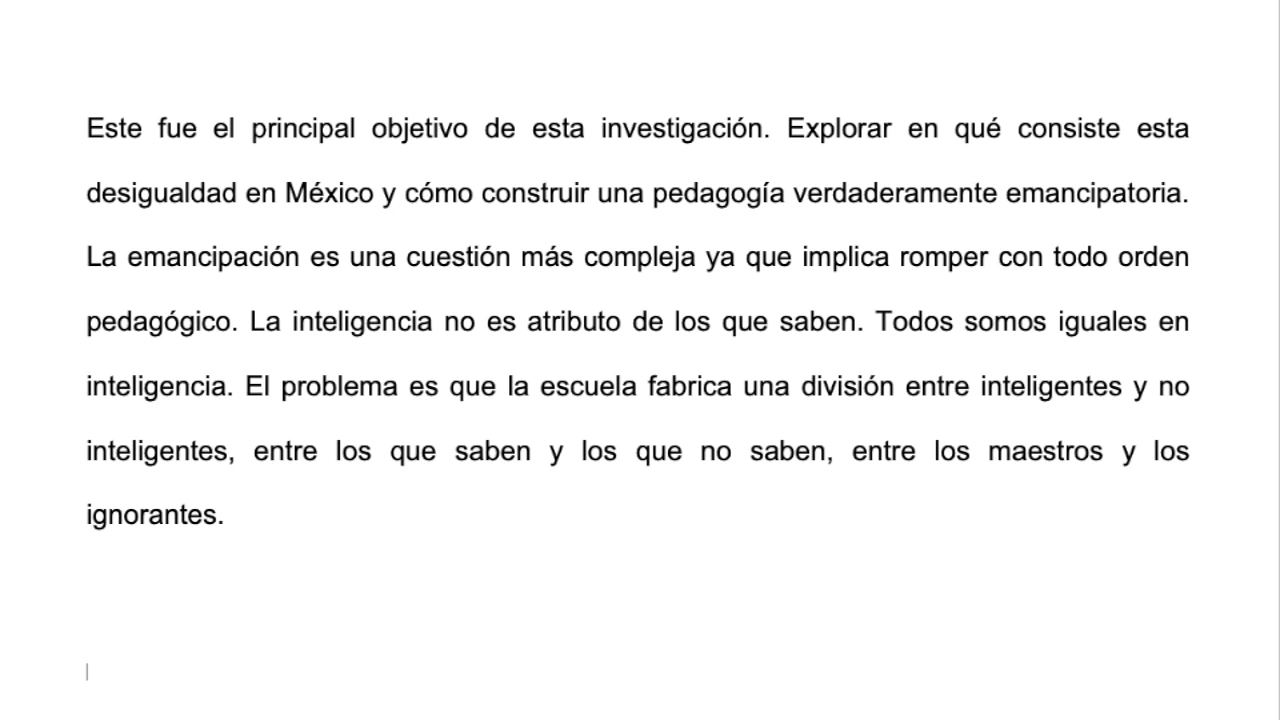 Este fue el principal objetivo de esta investigación. Explorar en qué consiste esta
desigualdad en México y cómo construir una pedagogía verdaderamente emancipatoria.
La emancipación es una cuestión más compleja ya que implica romper con todo orden
pedagógico. La inteligencia no es atributo de los que saben. Todos somos iguales en
inteligencia. El problema es que la escuela fabrica una división entre inteligentes y no
inteligentes, entre los que saben y los que no saben, entre los maestros y los
ignorantes.